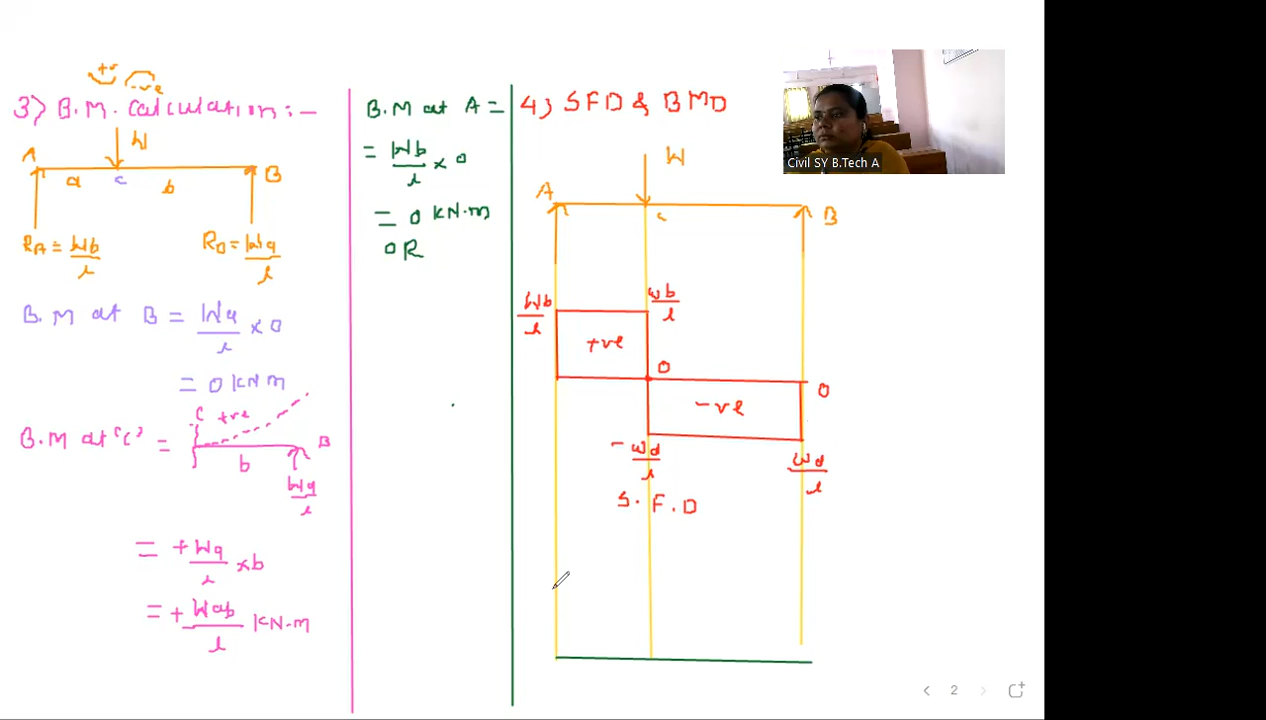 +ve
-ve
3) B.M. Calculation:-
W
A
B
a
c
b
RA = Wb/l
RB = Wa/l
B.M at B = Wa/l × 0
= 0 kNm
C
+ve
B.M at 'C' =
B
b
Wa/l
= +Wa/l × b
= +Wab/l kN-m
B.M at A =
= Wb/l × 0
= 0 kN.m
OR
4) SFD & BMD
W
A
c
B
Wb/l
wb/l
+ve
0
0
-ve
-wa/l
wa/l
S.F.D
Civil SY B.Tech A
2